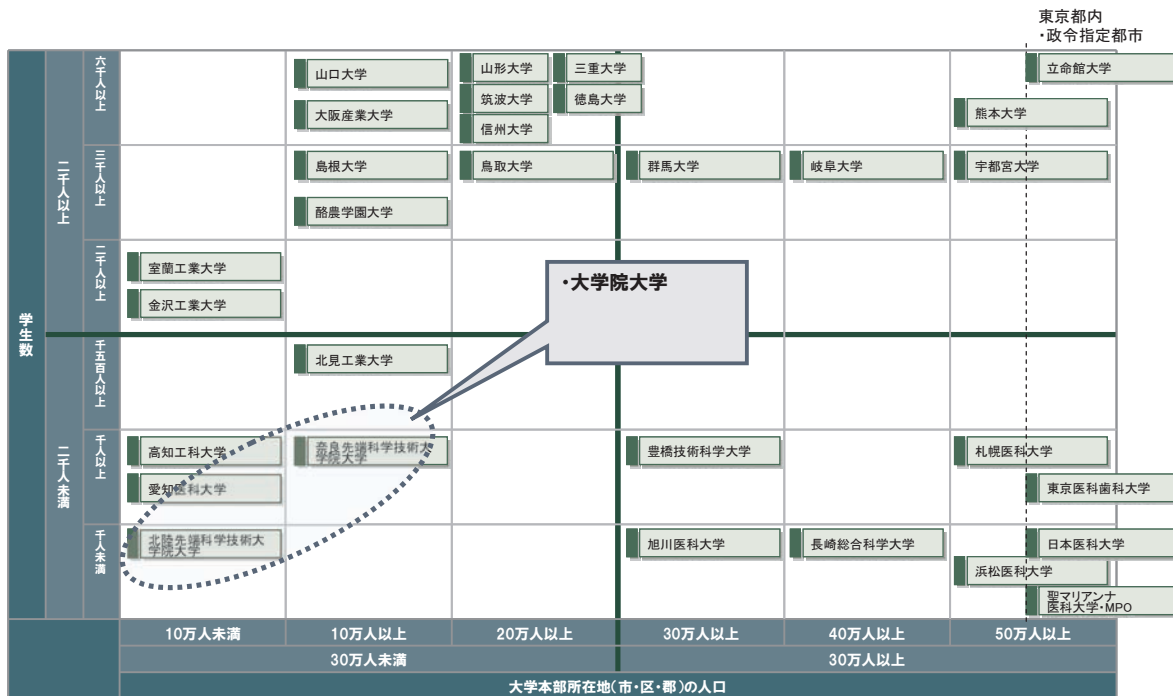 東京都内
・政令指定都市
学生数
二千人以上
二千人未満
六千人以上
三千人以上
二千人以上
千五百人以上
千人以上
千人未満
山口大学
大阪産業大学
山形大学
三重大学
筑波大学
徳島大学
信州大学
立命館大学
熊本大学
島根大学
酪農学園大学
鳥取大学
群馬大学
岐阜大学
宇都宮大学
室蘭工業大学
金沢工業大学
・大学院大学
北見工業大学
高知工科大学
愛知医科大学
奈良先端科学技術大
学院大学
豊橋技術科学大学
札幌医科大学
東京医科歯科大学
北陸先端科学技術大
学院大学
旭川医科大学
長崎総合科学大学
日本医科大学
浜松医科大学
聖マリアンナ
医科大学・MPO
10万人未満
10万人以上
20万人以上
30万人以上
40万人以上
50万人以上
30万人未満
30万人以上
大学本部所在地(市・区・郡)の人口